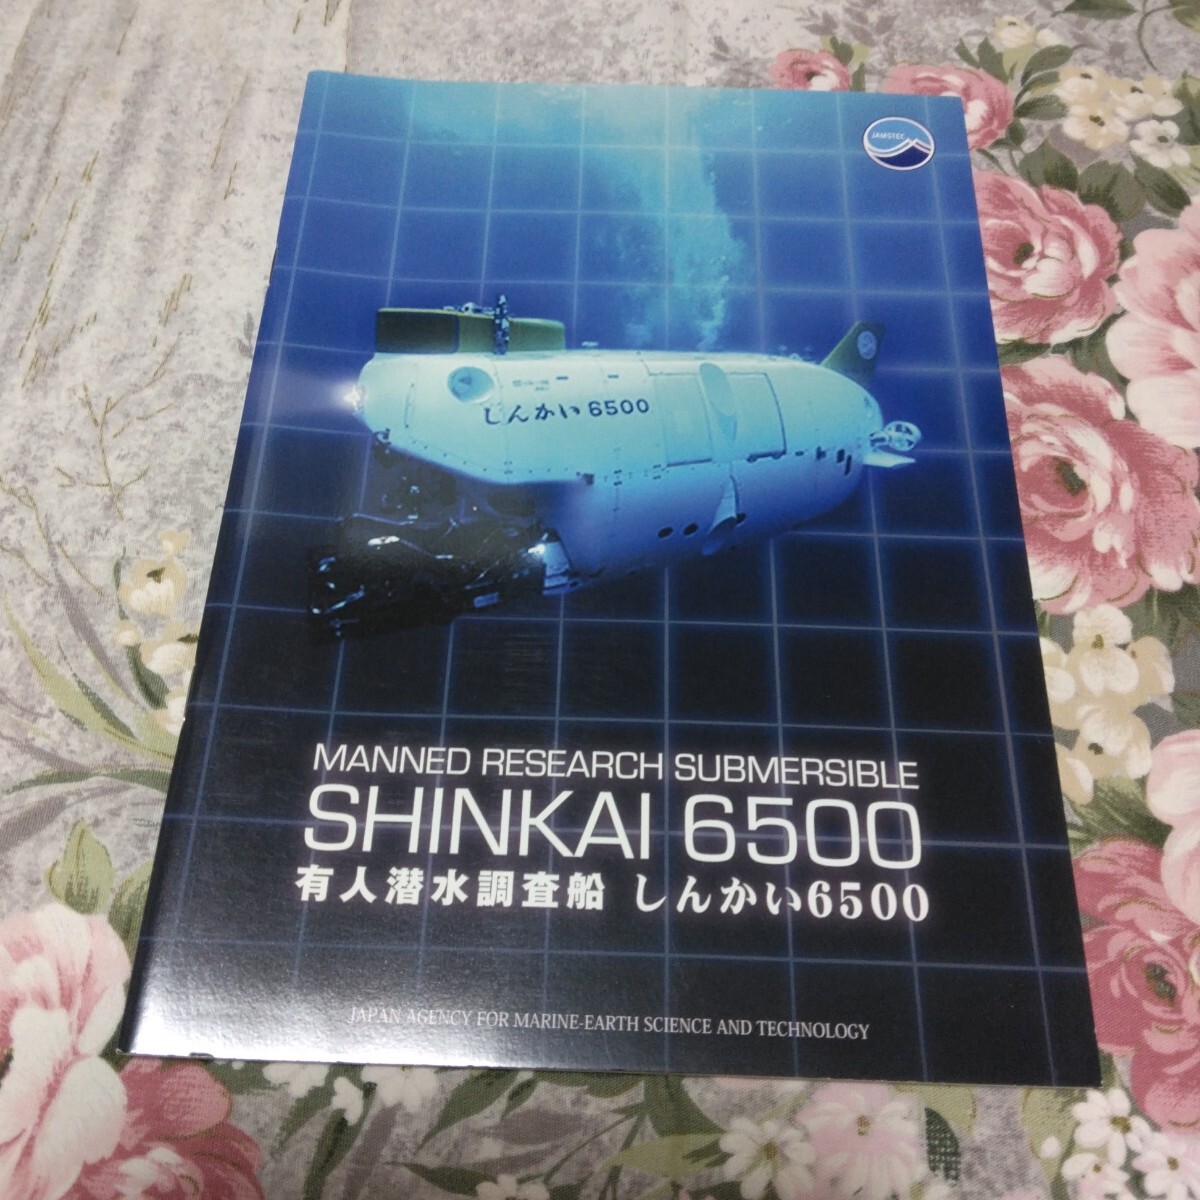 JAMSTEC
しんかい6500
MANNED RESEARCH SUBMERSIBLE
SHINKAI 6500
有人潜水調査船 しんかい6500
JAPAN AGENCY FOR MARINE-EARTH SCIENCE AND TECHNOLOGY